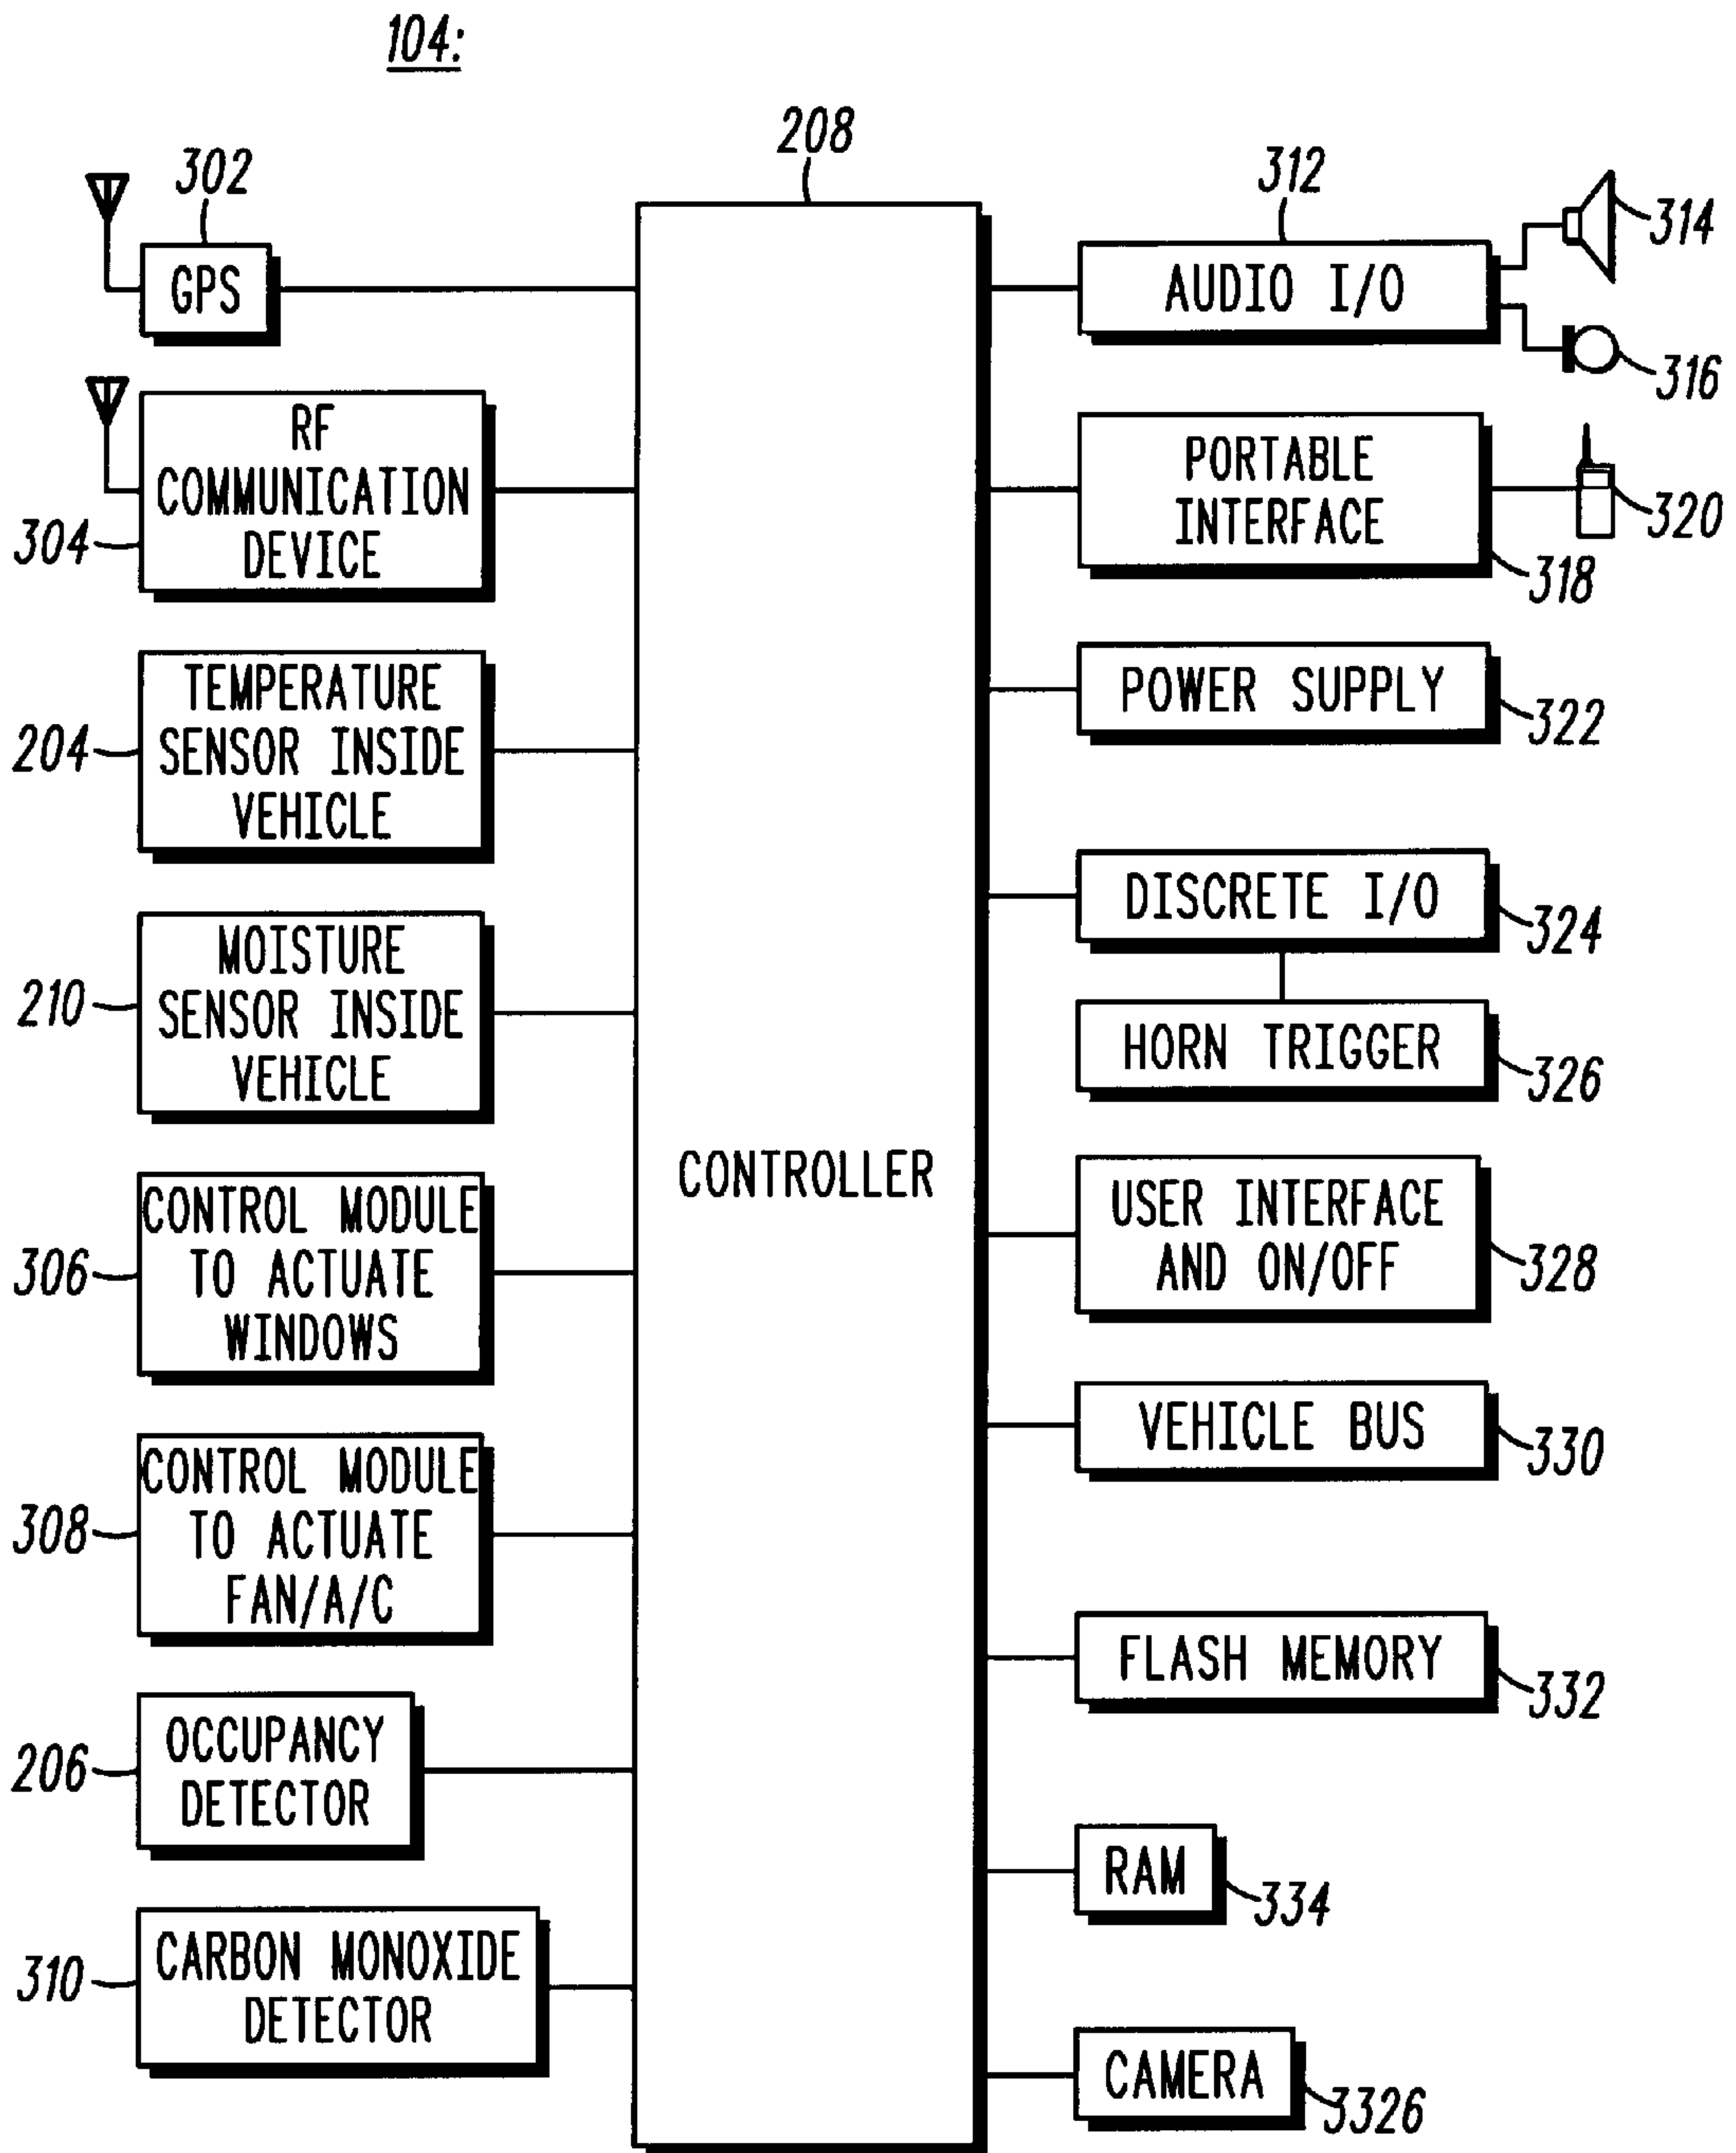 104:
208
302
GPS
RF
COMMUNICATION
DEVICE
304
TEMPERATURE
SENSOR INSIDE
VEHICLE
204
MOISTURE
SENSOR INSIDE
VEHICLE
210
CONTROL MODULE
TO ACTUATE
WINDOWS
306
CONTROL MODULE
TO ACTUATE
FAN/A/C
308
OCCUPANCY
DETECTOR
206
CARBON MONOXIDE
DETECTOR
310
CONTROLLER
312
AUDIO I/O
314
316
PORTABLE
INTERFACE
318
320
POWER SUPPLY
322
DISCRETE I/O
324
HORN TRIGGER
326
USER INTERFACE
AND ON/OFF
328
VEHICLE BUS
330
FLASH MEMORY
332
RAM
334
CAMERA
3326